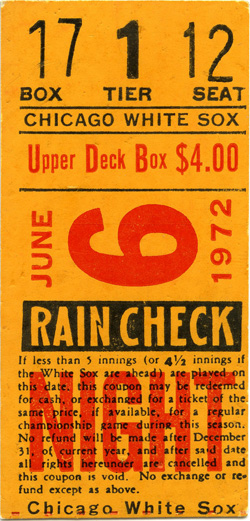 17 1 12
BOX TIER SEAT
CHICAGO WHITE SOX
Upper Deck Box $4.00
JUNE 6 1972
RAIN CHECK
NIGHT
If less than 5 innings (or 4½ innings if
the White Sox are ahead) are played on
this date, this coupon may be redeemed
for cash, or exchanged for a ticket of the
same price, if available, for a regular
championship game during this season.
No refund will be made after December
31, of current year, and after said date
all rights hereunder are cancelled and
this coupon is void. No exchange or re-
fund except as above.
Chicago White Sox